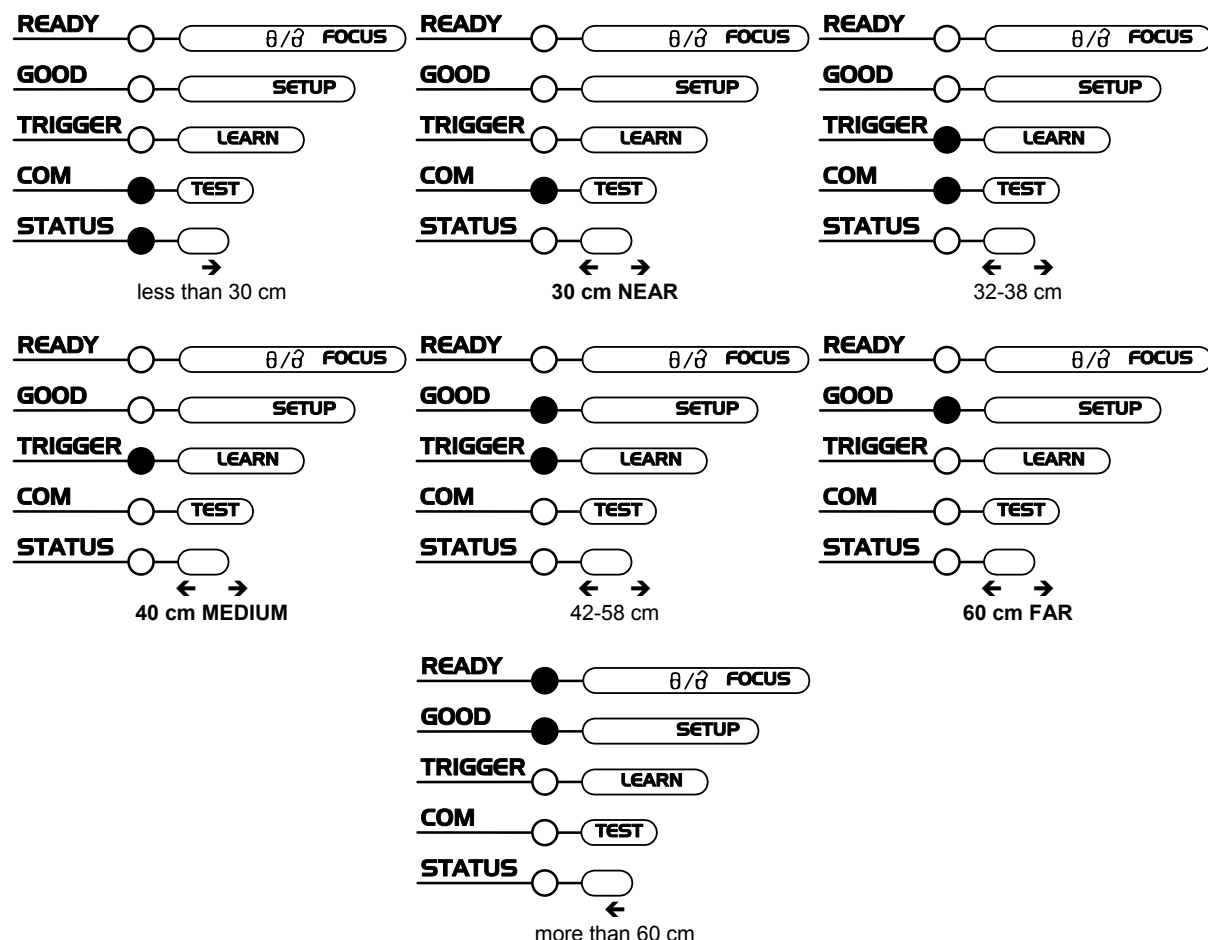 READY
FOCUS
GOOD
SETUP
TRIGGER
LEARN
COM
TEST
STATUS
less than 30 cm
READY
FOCUS
GOOD
SETUP
TRIGGER
LEARN
COM
TEST
STATUS
30 cm NEAR
READY
FOCUS
GOOD
SETUP
TRIGGER
LEARN
COM
TEST
STATUS
32-38 cm
READY
FOCUS
GOOD
SETUP
TRIGGER
LEARN
COM
TEST
STATUS
40 cm MEDIUM
READY
FOCUS
GOOD
SETUP
TRIGGER
LEARN
COM
TEST
STATUS
42-58 cm
READY
FOCUS
GOOD
SETUP
TRIGGER
LEARN
COM
TEST
STATUS
60 cm FAR
READY
FOCUS
GOOD
SETUP
TRIGGER
LEARN
COM
TEST
STATUS
more than 60 cm